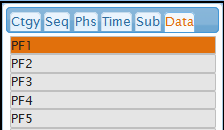 Ctgy Seq Phs Time Sub Data
PF1
PF2
PF3
PF4
PF5